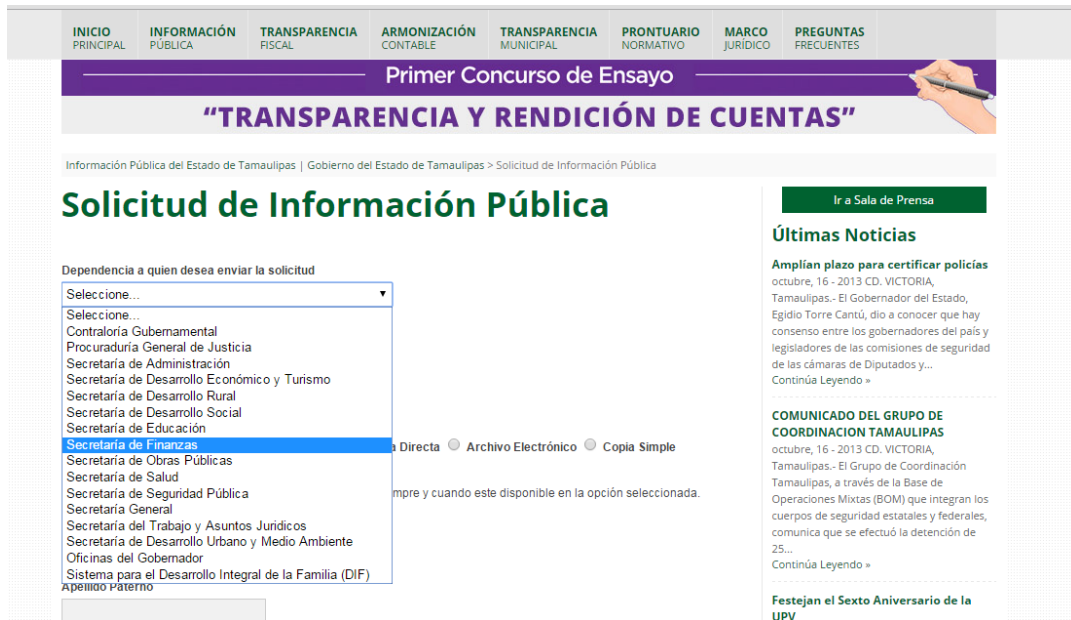 INICIO
PRINCIPAL
INFORMACIÓN
PÚBLICA
TRANSPARENCIA
FISCAL
ARMONIZACIÓN
CONTABLE
TRANSPARENCIA
MUNICIPAL
PRONTUARIO
NORMATIVO
MARCO
JURÍDICO
PREGUNTAS
FRECUENTES
Primer Concurso de Ensayo
“TRANSPARENCIA Y RENDICIÓN DE CUENTAS”
Información Pública del Estado de Tamaulipas | Gobierno del Estado de Tamaulipas > Solicitud de Información Pública
Solicitud de Información Pública
Dependencia a quien desea enviar la solicitud
Seleccione...
Seleccione...
Contraloría Gubernamental
Procuraduría General de Justicia
Secretaría de Administración
Secretaría de Desarrollo Económico y Turismo
Secretaría de Desarrollo Rural
Secretaría de Desarrollo Social
Secretaría de Educación
Secretaría de Finanzas
Secretaría de Obras Públicas
Secretaría de Salud
Secretaría de Seguridad Pública
Secretaría General
Secretaría del Trabajo y Asuntos Juridicos
Secretaría de Desarrollo Urbano y Medio Ambiente
Oficinas del Gobernador
Sistema para el Desarrollo Integral de la Familia (DIF)
a Directa Archivo Electrónico Copia Simple
mpre y cuando este disponible en la opción seleccionada.
Apellido Paterno
Ir a Sala de Prensa
Últimas Noticias
Amplían plazo para certificar policías
octubre, 16 - 2013 CD. VICTORIA,
Tamaulipas.- El Gobernador del Estado,
Egidio Torre Cantú, dio a conocer que hay
consenso entre los gobernadores del país y
legisladores de las comisiones de seguridad
de las cámaras de Diputados y...
Continúa Leyendo »
COMUNICADO DEL GRUPO DE
COORDINACION TAMAULIPAS
octubre, 16 - 2013 CD. VICTORIA,
Tamaulipas.- El Grupo de Coordinación
Tamaulipas, a través de la Base de
Operaciones Mixtas (BOM) que integran los
cuerpos de seguridad estatales y federales,
comunica que se efectuó la detención de
25...
Continúa Leyendo »
Festejan el Sexto Aniversario de la
UPV